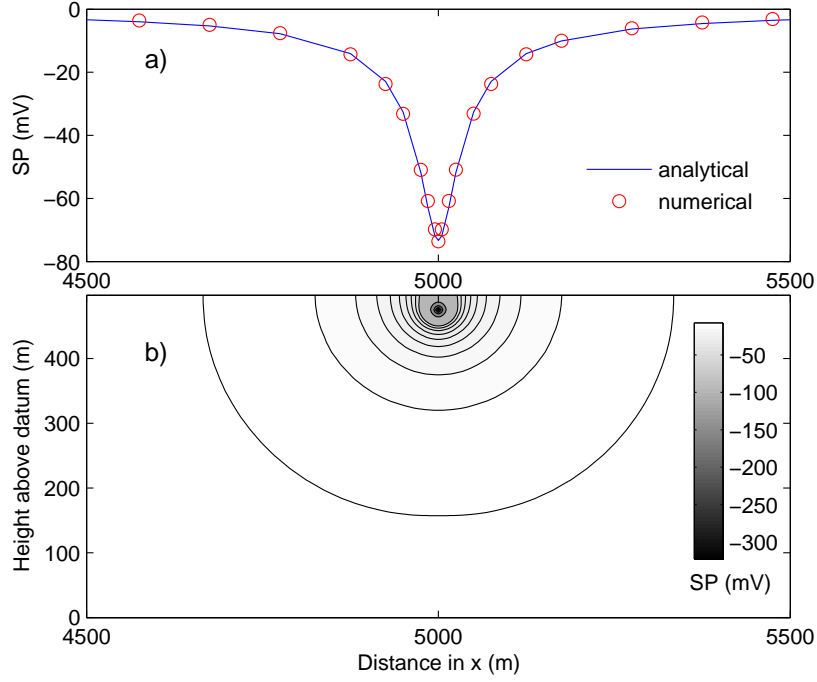 0
−20
−40
−60
−80
SP (mV)
a)
analytical
numerical
4500
5000
5500
400
300
200
100
0
Height above datum (m)
b)
−50
−100
−150
−200
−250
−300
SP (mV)
4500
5000
5500
Distance in x (m)